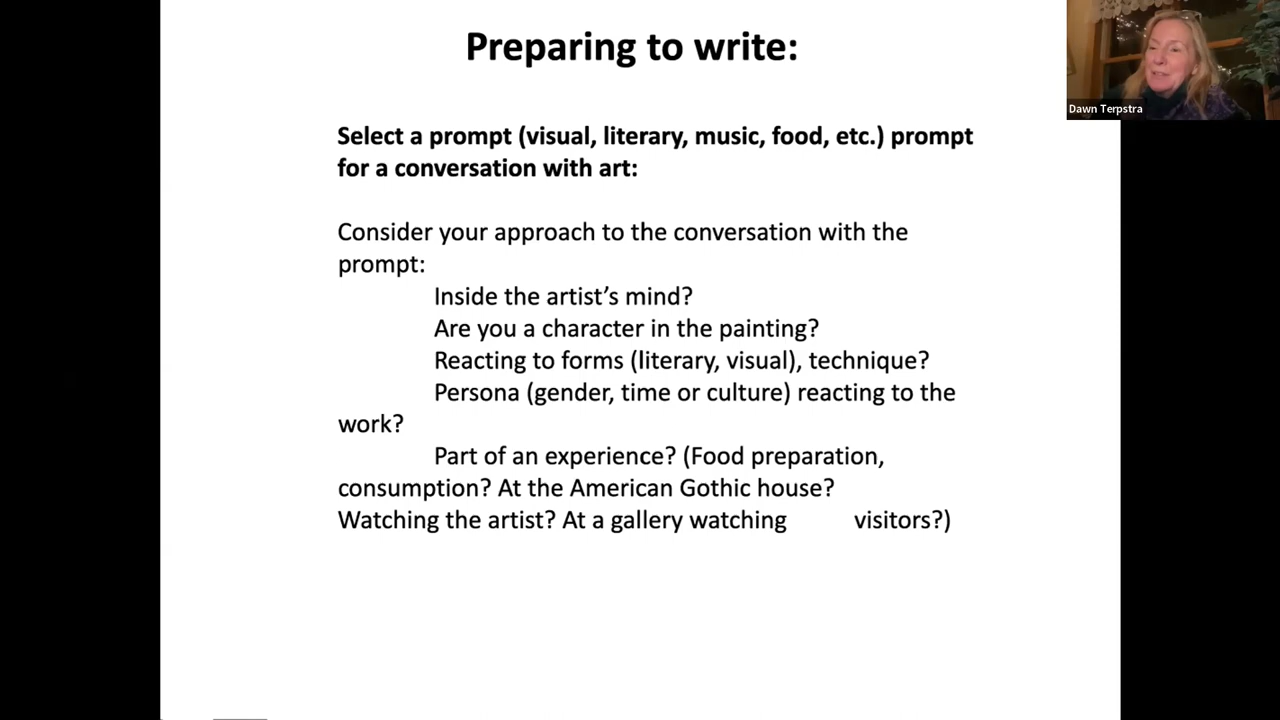 Preparing to write:
Select a prompt (visual, literary, music, food, etc.) prompt
for a conversation with art:
Consider your approach to the conversation with the
prompt:
Inside the artist’s mind?
Are you a character in the painting?
Reacting to forms (literary, visual), technique?
Persona (gender, time or culture) reacting to the
work?
Part of an experience? (Food preparation,
consumption? At the American Gothic house?
Watching the artist? At a gallery watching visitors?)
Dawn Terpstra